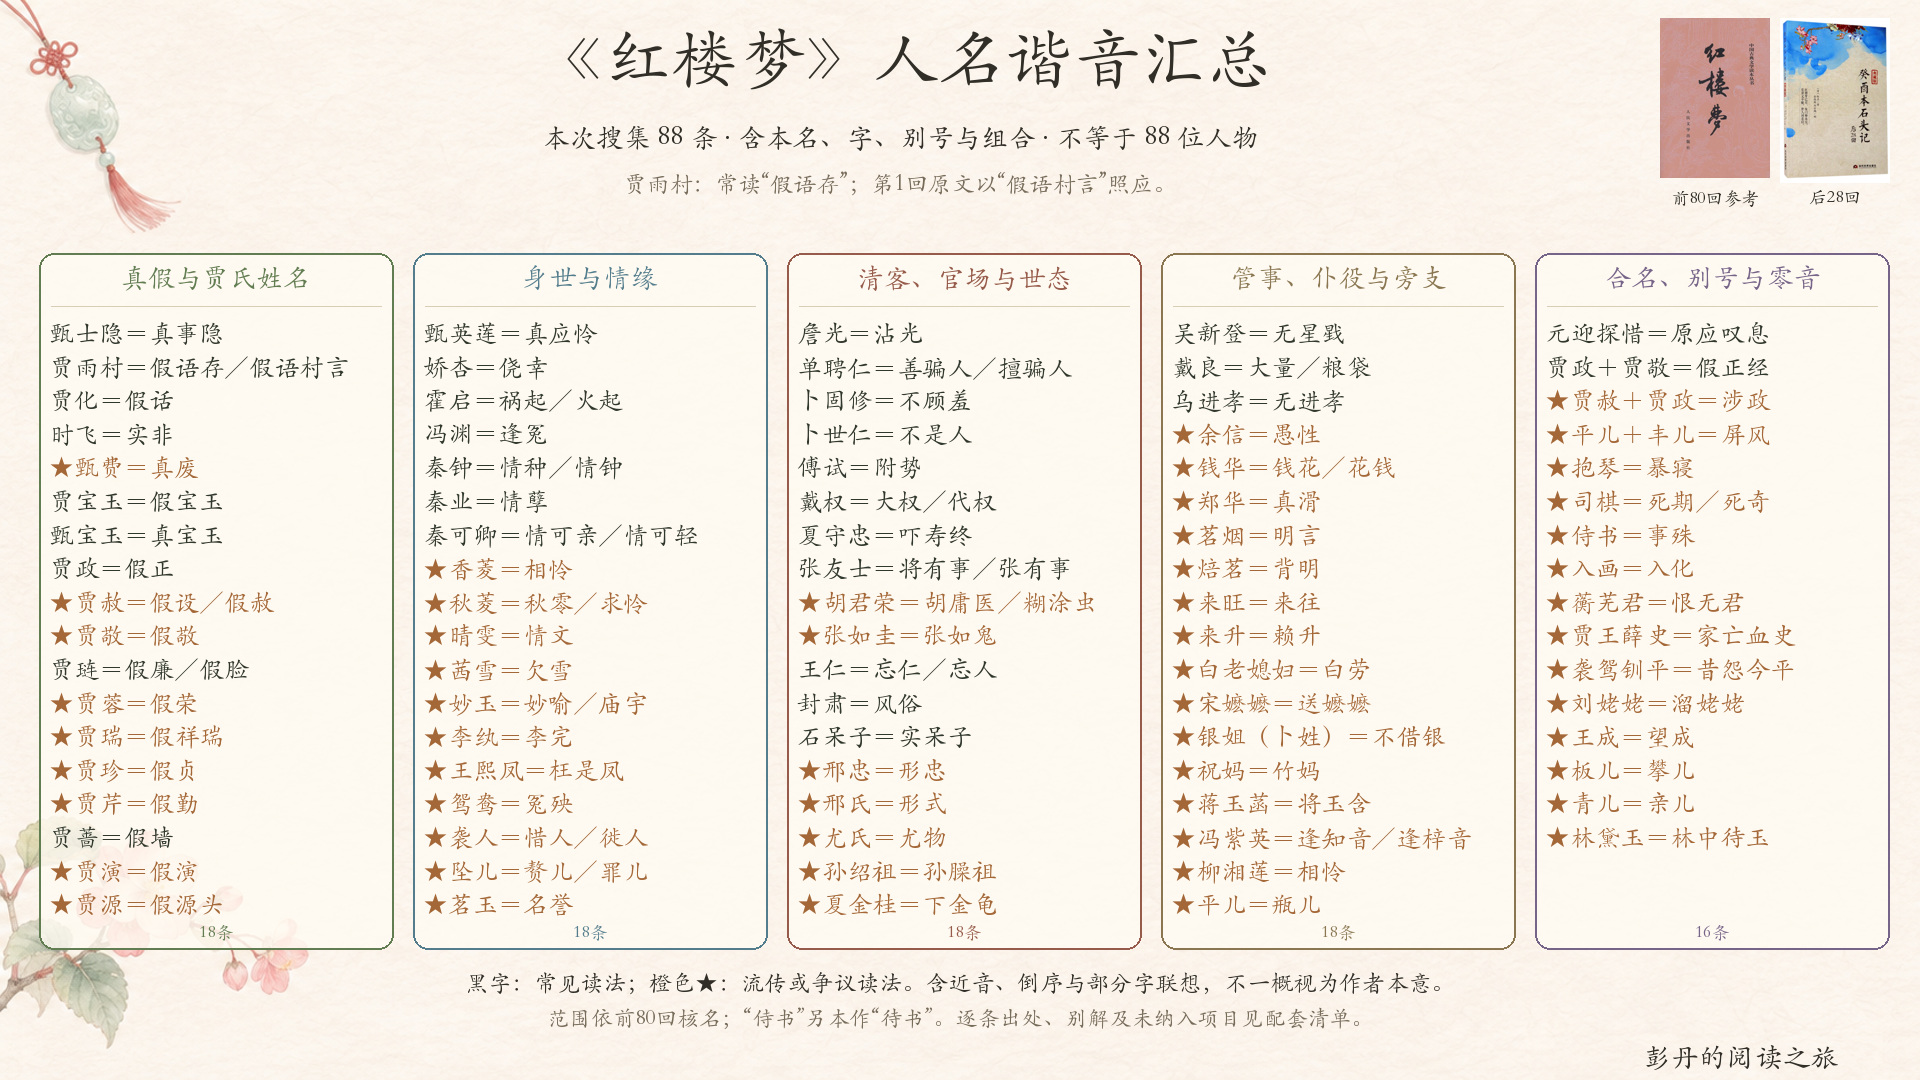 《红楼梦》人名谐音汇总
本次搜集 88 条·含本名、字、别号与组合·不等于 88 位人物
贾雨村：常读“假语存”；第1回原文以“假语村言”照应。
红楼梦
癸酉本石头记
前80回参考
后28回
真假与贾氏姓名
甄士隐＝真事隐
贾雨村＝假语存／假语村言
贾化＝假话
时飞＝实非
★甄费＝真废
贾宝玉＝假宝玉
甄宝玉＝真宝玉
贾政＝假正
★贾赦＝假设／假赦
★贾敬＝假敬
贾琏＝假廉／假脸
★贾蓉＝假荣
★贾瑞＝假祥瑞
★贾珍＝假贞
★贾芹＝假勤
贾蔷＝假墙
★贾演＝假演
★贾源＝假源头
18条
身世与情缘
甄英莲＝真应怜
娇杏＝侥幸
霍启＝祸起／火起
冯渊＝逢冤
秦钟＝情种／情钟
秦业＝情孽
秦可卿＝情可亲／情可轻
★香菱＝相怜
★秋菱＝秋零／求怜
★晴雯＝情文
★茜雪＝欠雪
★妙玉＝妙喻／庙宇
★李纨＝李完
★王熙凤＝枉是凤
★鸳鸯＝冤殃
★袭人＝惜人／徙人
★坠儿＝赘儿／罪儿
★茗玉＝名誉
18条
清客、官场与世态
詹光＝沾光
单聘仁＝善骗人／擅骗人
卜固修＝不顾羞
卜世仁＝不是人
傅试＝附势
戴权＝大权／代权
夏守忠＝吓寿终
张友士＝将有事／张有事
★胡君荣＝胡庸医／糊涂虫
★张如圭＝张如鬼
王仁＝忘仁／忘人
封肃＝风俗
石呆子＝实呆子
★邢忠＝形忠
★邢氏＝形式
★尤氏＝尤物
★孙绍祖＝孙臊祖
★夏金桂＝下金龟
18条
管事、仆役与旁支
吴新登＝无星戥
戴良＝大量／粮袋
乌进孝＝无进孝
★余信＝愚性
★钱华＝钱花／花钱
★郑华＝真滑
★茗烟＝明言
★焙茗＝背明
★来旺＝来往
★来升＝赖升
★白老媳妇＝白劳
★宋嬷嬷＝送嬷嬷
★银姐（卜姓）＝不借银
★祝妈＝竹妈
★蒋玉菡＝将玉含
★冯紫英＝逢知音／逢梓音
★柳湘莲＝相怜
★平儿＝瓶儿
18条
合名、别号与零音
元迎探惜＝原应叹息
贾政＋贾敬＝假正经
★贾赦＋贾政＝涉政
★平儿＋丰儿＝屏风
★抱琴＝暴寝
★司棋＝死期／死奇
★侍书＝事殊
★入画＝入化
★蘅芜君＝恨无君
★贾王薛史＝家亡血史
★袭鸳钏平＝昔怨今平
★刘姥姥＝溜姥姥
★王成＝望成
★板儿＝攀儿
★青儿＝亲儿
★林黛玉＝林中待玉
16条
黑字：常见读法；橙色★：流传或争议读法。含近音、倒序与部分字联想，不一概视为作者本意。
范围依前80回核名；“侍书”另本作“待书”。逐条出处、别解及未纳入项目见配套清单。
彭丹的阅读之旅